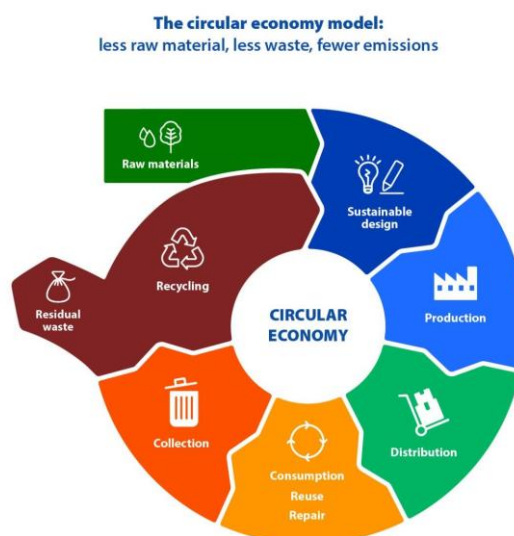 The circular economy model:
less raw material, less waste, fewer emissions
Raw materials
Sustainable
design
Recycling
Residual
waste
CIRCULAR
ECONOMY
Production
Collection
Consumption
Reuse
Repair
Distribution